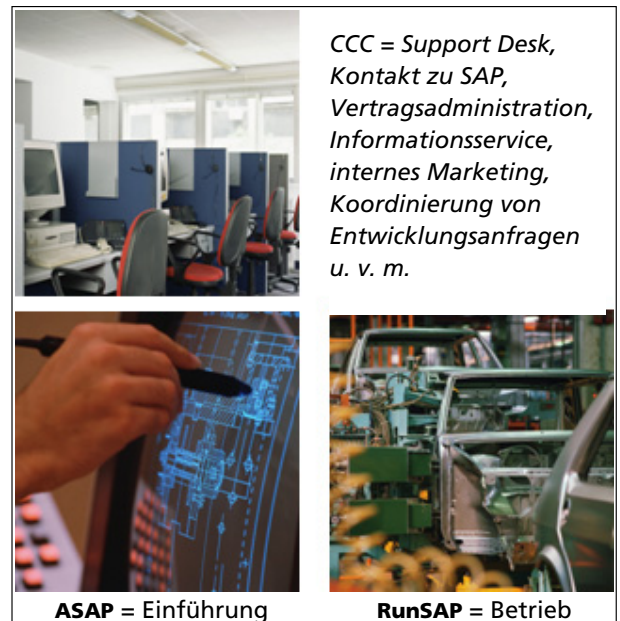 CCC = Support Desk,
Kontakt zu SAP,
Vertragsadministration,
Informationsservice,
internes Marketing,
Koordinierung von
Entwicklungsanfragen
u. v. m.
ASAP = Einführung
RunSAP = Betrieb